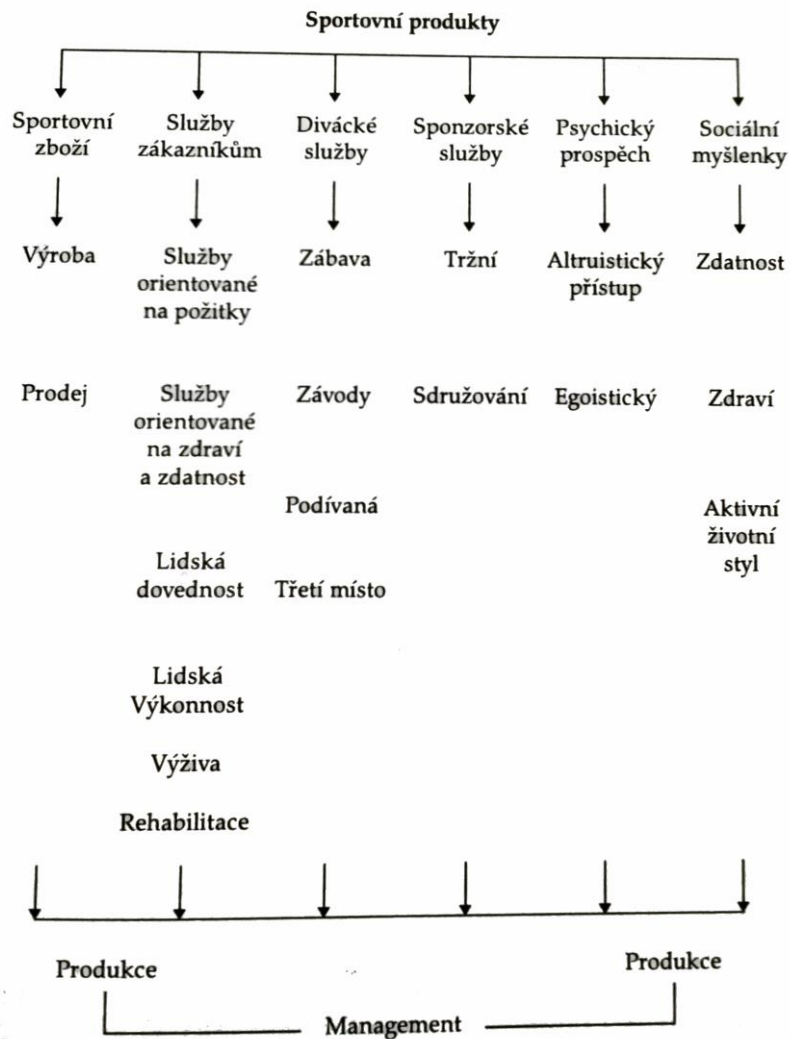 Sportovní produkty
Sportovní
zboží
Služby
zákazníkům
Divácké
služby
Sponzorské
služby
Psychický
prospěch
Sociální
myšlenky
Výroba
Služby
orientované
na požitky
Zábava
Tržní
Altruistický
přístup
Zdatnost
Prodej
Služby
orientované
na zdraví
a zdatnost
Závody
Sdružování
Egoistický
Zdraví
Podívaná
Aktivní
životní
styl
Lidská
dovednost
Třetí místo
Lidská
Výkonnost
Výživa
Rehabilitace
Produkce
Produkce
Management